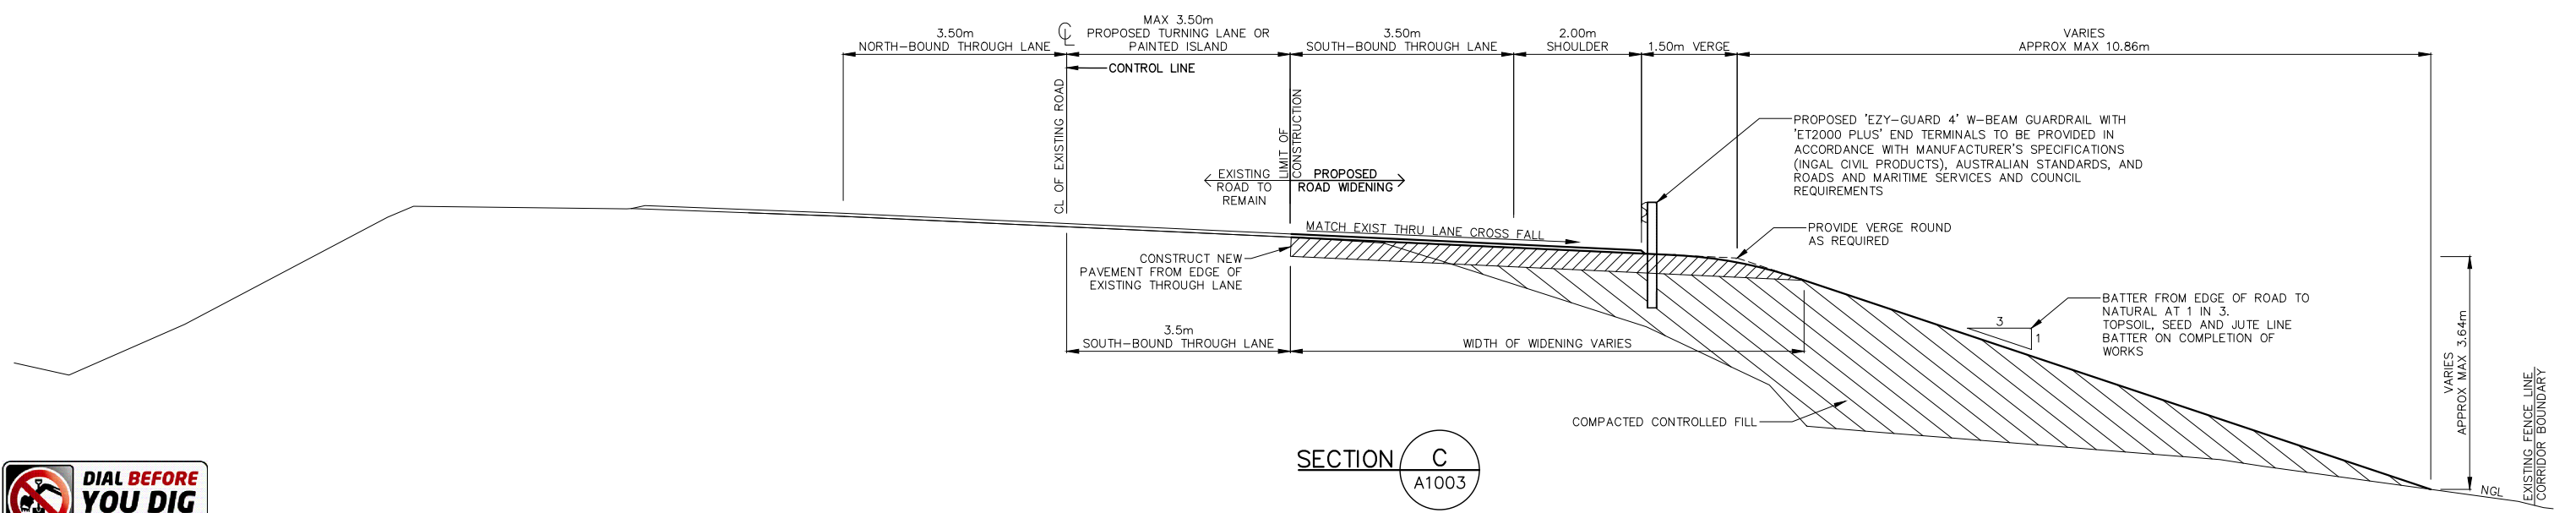 3.50m
NORTH-BOUND THROUGH LANE
CL
MAX 3.50m
PROPOSED TURNING LANE OR
PAINTED ISLAND
3.50m
SOUTH-BOUND THROUGH LANE
2.00m
SHOULDER
1.50m VERGE
VARIES
APPROX MAX 10.86m
CONTROL LINE
CL OF EXISTING ROAD
LIMIT OF
CONSTRUCTION
EXISTING
ROAD TO
REMAIN
PROPOSED
ROAD WIDENING
PROPOSED 'EZY-GUARD 4' W-BEAM GUARDRAIL WITH
'ET2000 PLUS' END TERMINALS TO BE PROVIDED IN
ACCORDANCE WITH MANUFACTURER'S SPECIFICATIONS
(INGAL CIVIL PRODUCTS), AUSTRALIAN STANDARDS, AND
ROADS AND MARITIME SERVICES AND COUNCIL
REQUIREMENTS
MATCH EXIST THRU LANE CROSS FALL
PROVIDE VERGE ROUND
AS REQUIRED
CONSTRUCT NEW
PAVEMENT FROM EDGE OF
EXISTING THROUGH LANE
3.5m
SOUTH-BOUND THROUGH LANE
WIDTH OF WIDENING VARIES
3
1
BATTER FROM EDGE OF ROAD TO
NATURAL AT 1 IN 3.
TOPSOIL, SEED AND JUTE LINE
BATTER ON COMPLETION OF
WORKS
VARIES
APPROX MAX 3.64m
COMPACTED CONTROLLED FILL
EXISTING FENCE LINE
CORRIDOR BOUNDARY
NGL
SECTION
C
A1003
DIAL BEFORE
YOU DIG